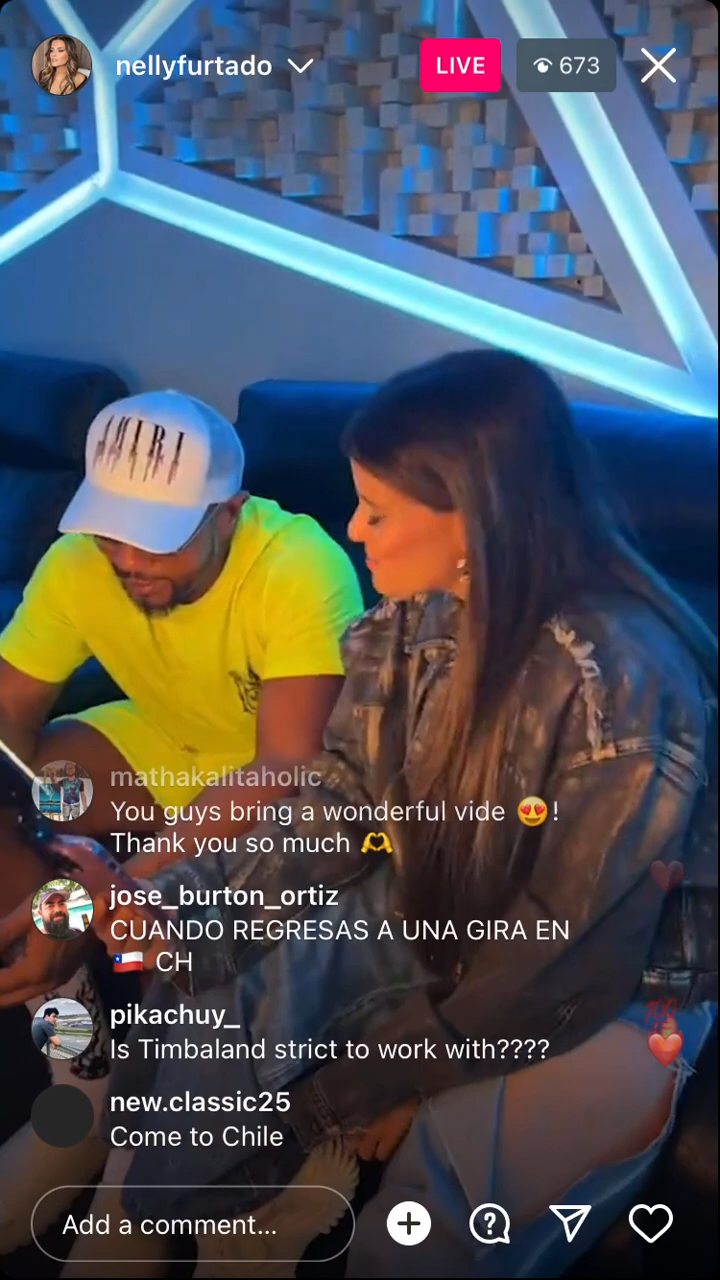 nellyfurtado
LIVE
673
AMIRI
mathakalitaholic
You guys bring a wonderful vide 😍!
Thank you so much 🫶
jose_burton_ortiz
CUANDO REGRESAS A UNA GIRA EN
🇨🇱 CH
pikachuy_
Is Timbaland strict to work with????
new.classic25
Come to Chile
Add a comment...